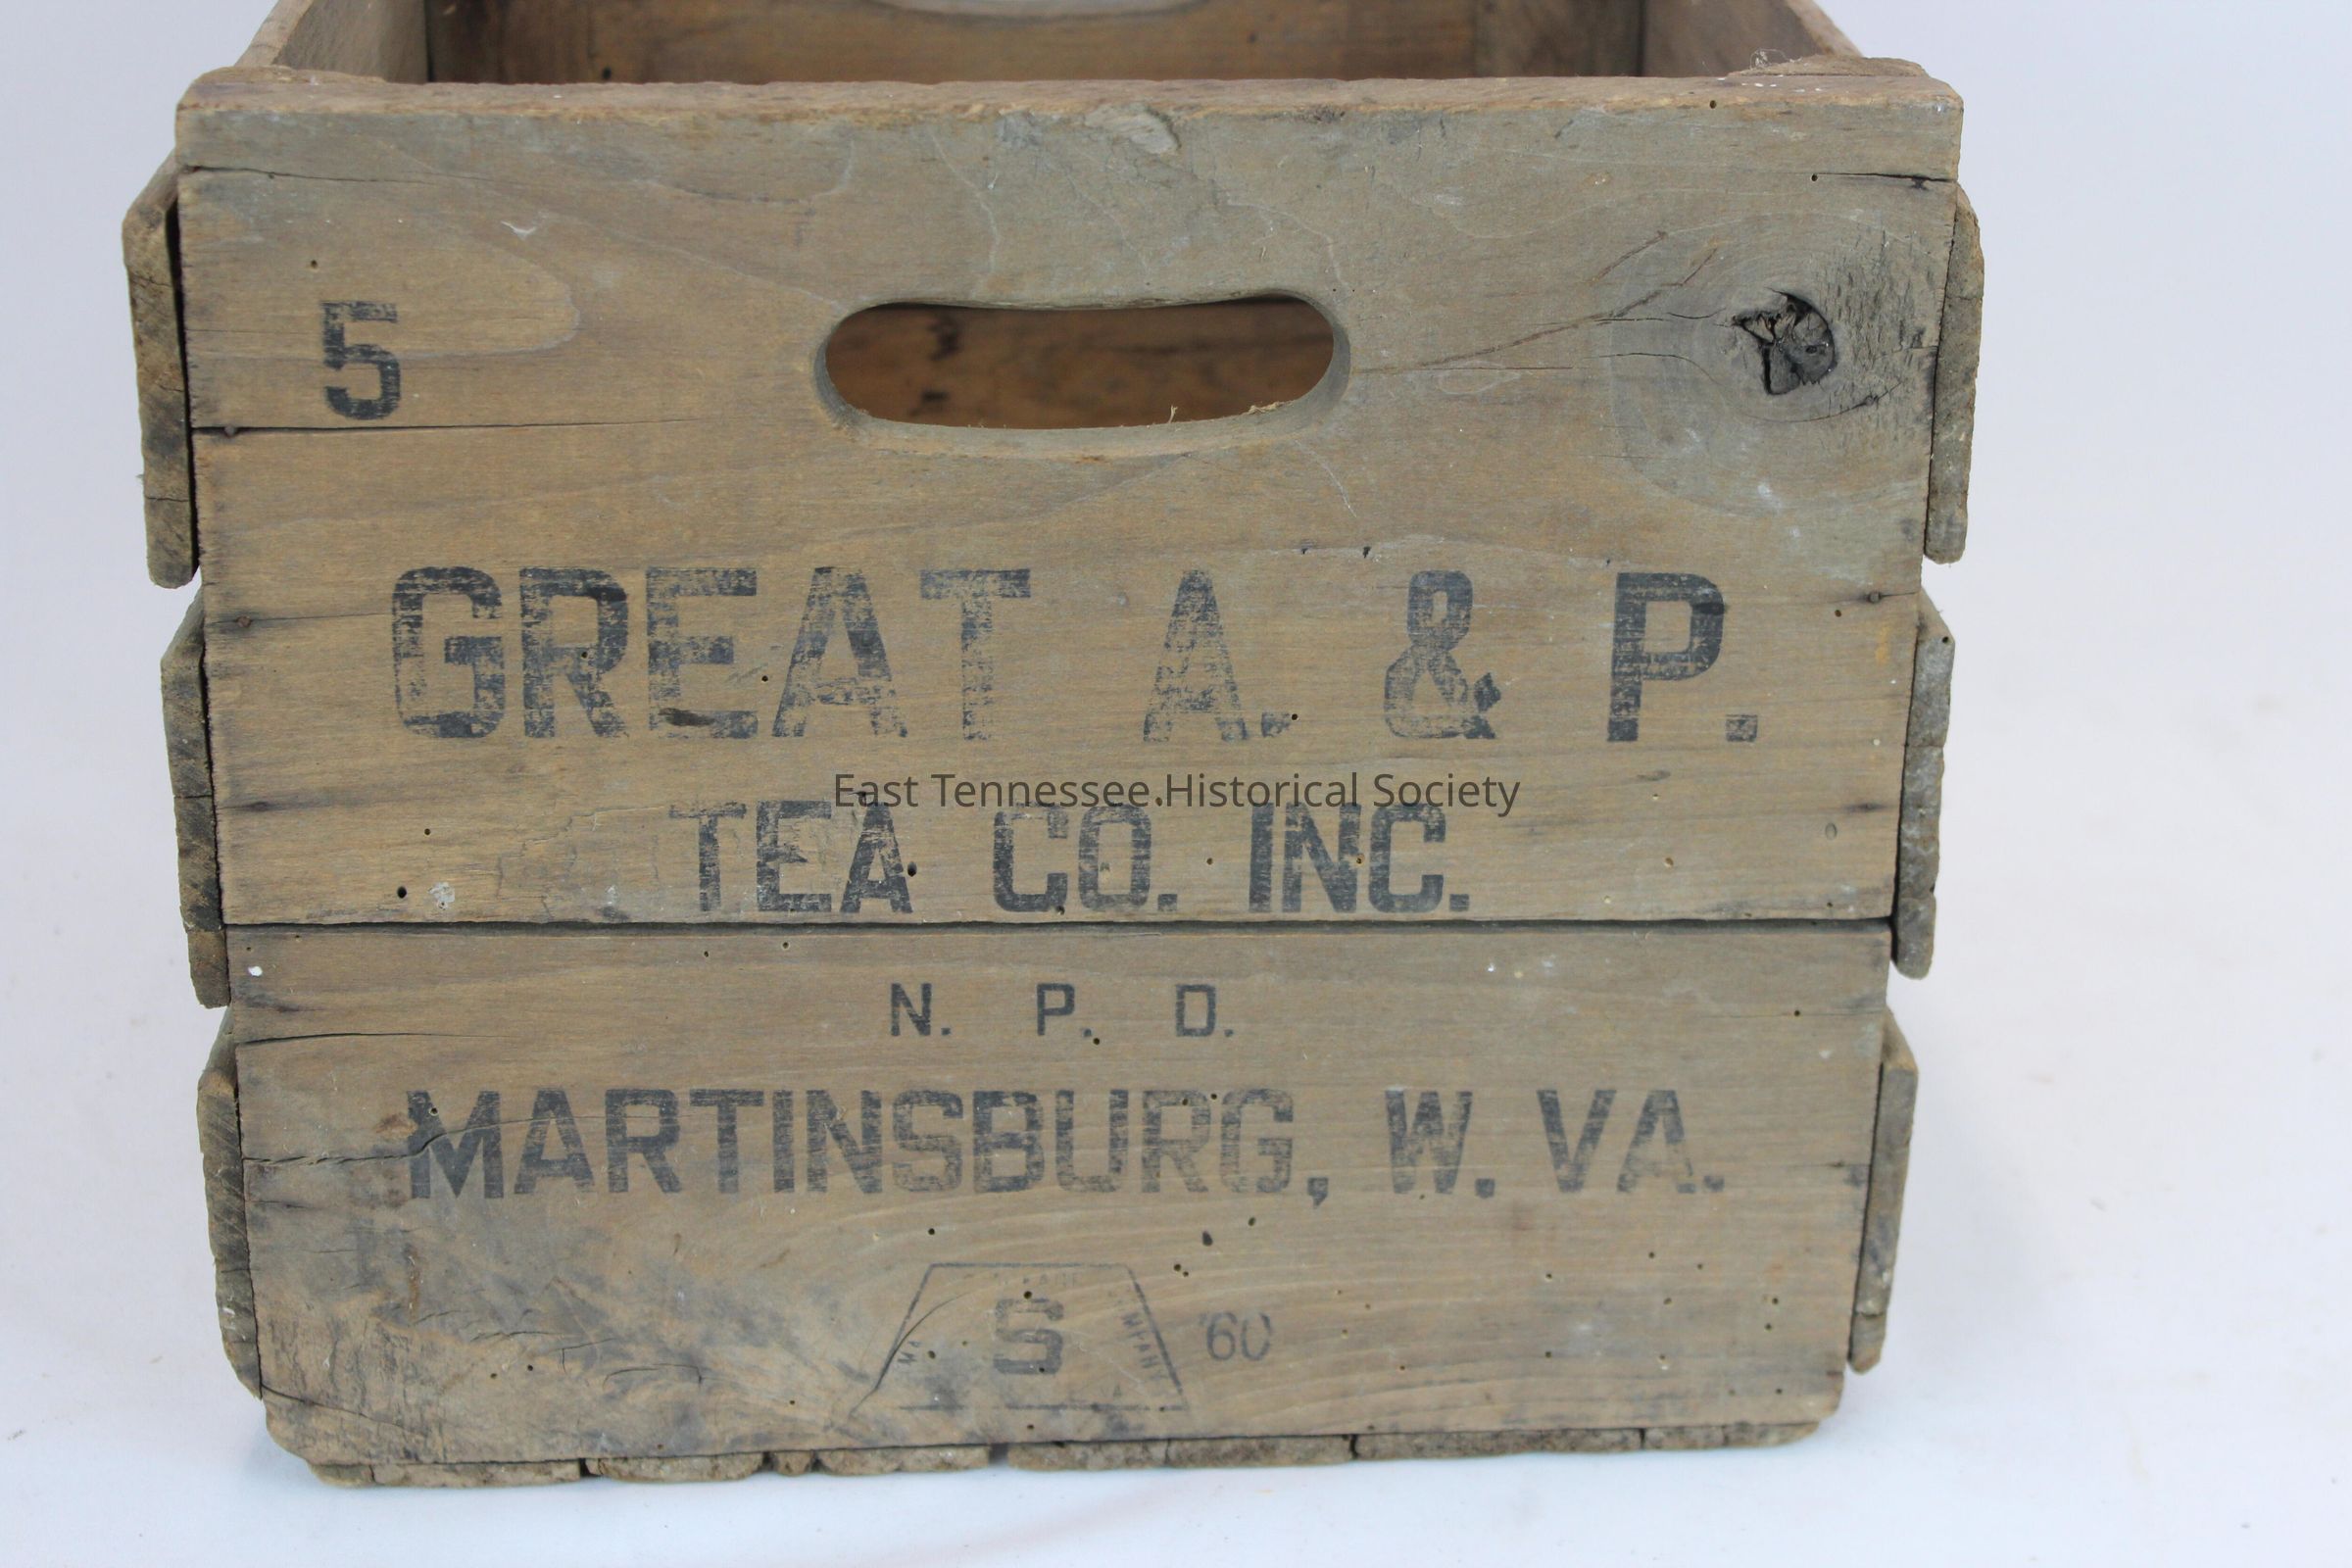 5
GREAT A. & P.
East Tennessee Historical Society
TEA CO. INC.
N. P. D.
MARTINSBURG, W. VA.
S
'60